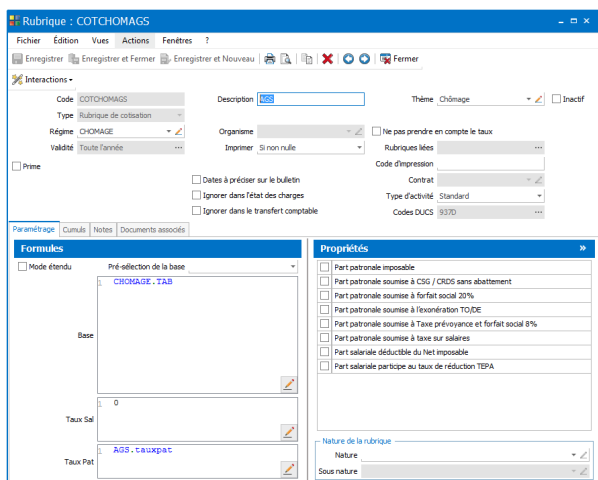 Rubrique : COTCHOMAGS
Fichier Édition Vues Actions Fenêtres ?
Enregistrer Enregistrer et Fermer Enregistrer et Nouveau Fermer
Interactions
Code COTCHOMAGS Description AGS Thème Chômage Inactif
Type Rubrique de cotisation
Régime CHOMAGE Organisme Ne pas prendre en compte le taux
Validité Toute l'année ... Imprimer Si non nulle Rubriques liées ...
Prime Code d'impression
Dates à préciser sur le bulletin Contrat
Ignorer dans l'état des charges Type d'activité Standard
Ignorer dans le transfert comptable Codes DUCS 937D ...
Paramétrage Cumuls Notes Documents associés
Formules
Mode étendu Pré-sélection de la base
1 CHOMAGE.TAB
Base
1 0
Taux Sal
1 AGS.tauxpat
Taux Pat
Propriétés »
Part patronale imposable
Part patronale soumise à CSG / CRDS sans abattement
Part patronale soumise à forfait social 20%
Part patronale soumise à l'exonération TO/DE
Part patronale soumise à Taxe prévoyance et forfait social 8%
Part patronale soumise à taxe sur salaires
Part salariale déductible du Net imposable
Part salariale participe au taux de réduction TEPA
Nature de la rubrique
Nature
Sous nature